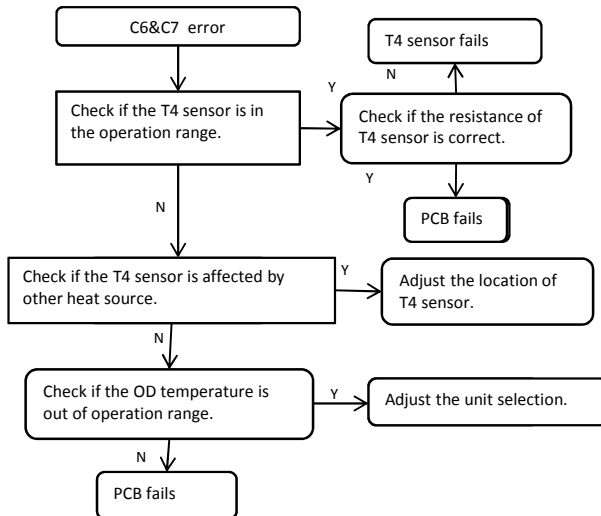 C6&C7 error
T4 sensor fails
N
Y
Check if the T4 sensor is in
the operation range.
Check if the resistance of
T4 sensor is correct.
Y
N
PCB fails
Check if the T4 sensor is affected by
other heat source.
Y
Adjust the location of
T4 sensor.
N
Check if the OD temperature is
out of operation range.
Y
Adjust the unit selection.
N
PCB fails